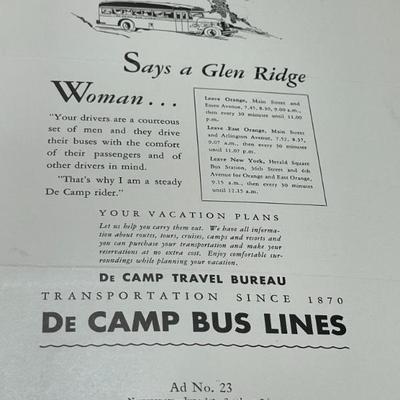 Says a Glen Ridge
Woman...
"Your drivers are a courteous
set of men and they drive
their buses with the comfort
of their passengers and of
other drivers in mind.
"That's why I am a steady
De Camp rider."
Leave Orange, Main Street and
Essex Avenue, 7.45, 8.30, 9.00 a.m.,
then every 30 minutes until 11.00
p.m.
Leave East Orange, Main Street
and Arlington Avenue, 7.52, 8.37,
9.07 a.m., then every 30 minutes
until 11.07 p.m.
Leave New York, Herald Square
Bus Station, 36th Street and 6th
Avenue for Orange and East Orange,
9.15 a.m., then every 30 minutes
until 12.15 a.m.
YOUR VACATION PLANS
Let us help you carry them out. We have all informa-
tion about routes, tours, cruises, camps and resorts and
you can purchase your transportation and make your
reservations at no extra cost. Enjoy comfortable sur-
roundings while planning your vacation.
DE CAMP TRAVEL BUREAU
TRANSPORTATION SINCE 1870
DE CAMP BUS LINES
Ad No. 23